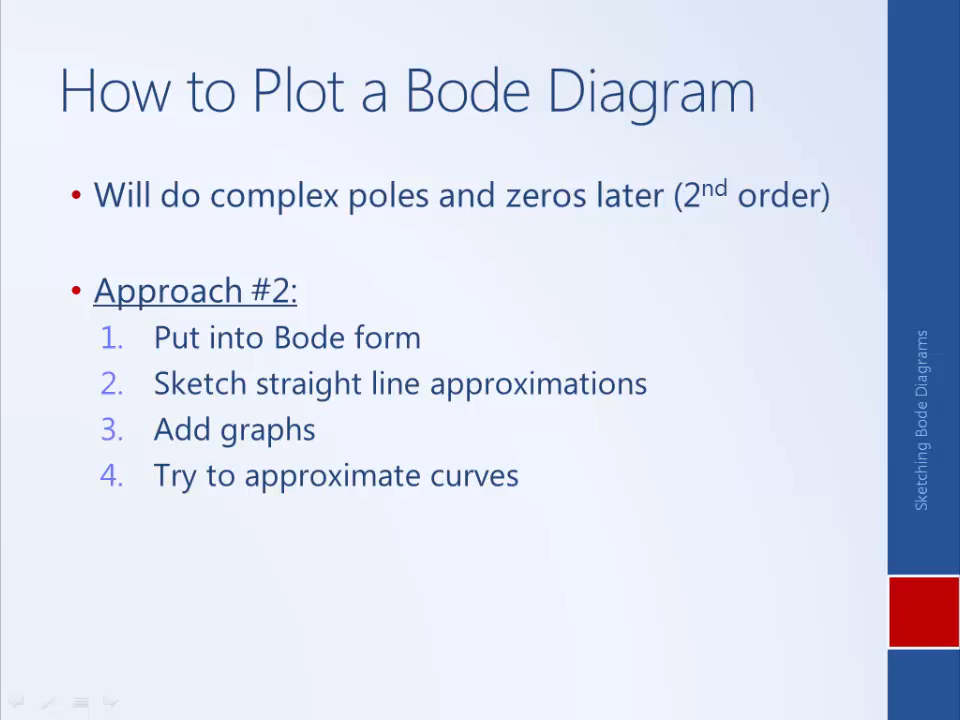 How to Plot a Bode Diagram
• Will do complex poles and zeros later (2nd order)
• Approach #2:
1. Put into Bode form
2. Sketch straight line approximations
3. Add graphs
4. Try to approximate curves
Sketching Bode Diagrams